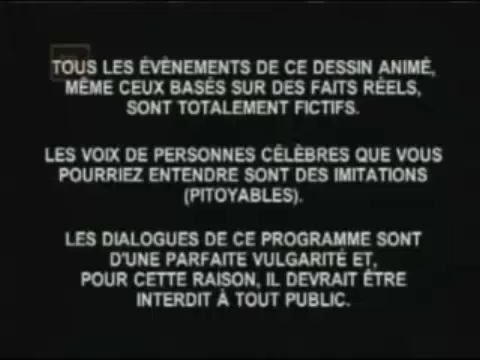 TOUS LES ÉVÈNEMENTS DE CE DESSIN ANIMÉ,
MÊME CEUX BASÉS SUR DES FAITS RÉELS,
SONT TOTALEMENT FICTIFS.
LES VOIX DE PERSONNES CÉLÈBRES QUE VOUS
POURRIEZ ENTENDRE SONT DES IMITATIONS
(PITOYABLES).
LES DIALOGUES DE CE PROGRAMME SONT
D'UNE PARFAITE VULGARITÉ ET,
POUR CETTE RAISON, IL DEVRAIT ÊTRE
INTERDIT À TOUT PUBLIC.